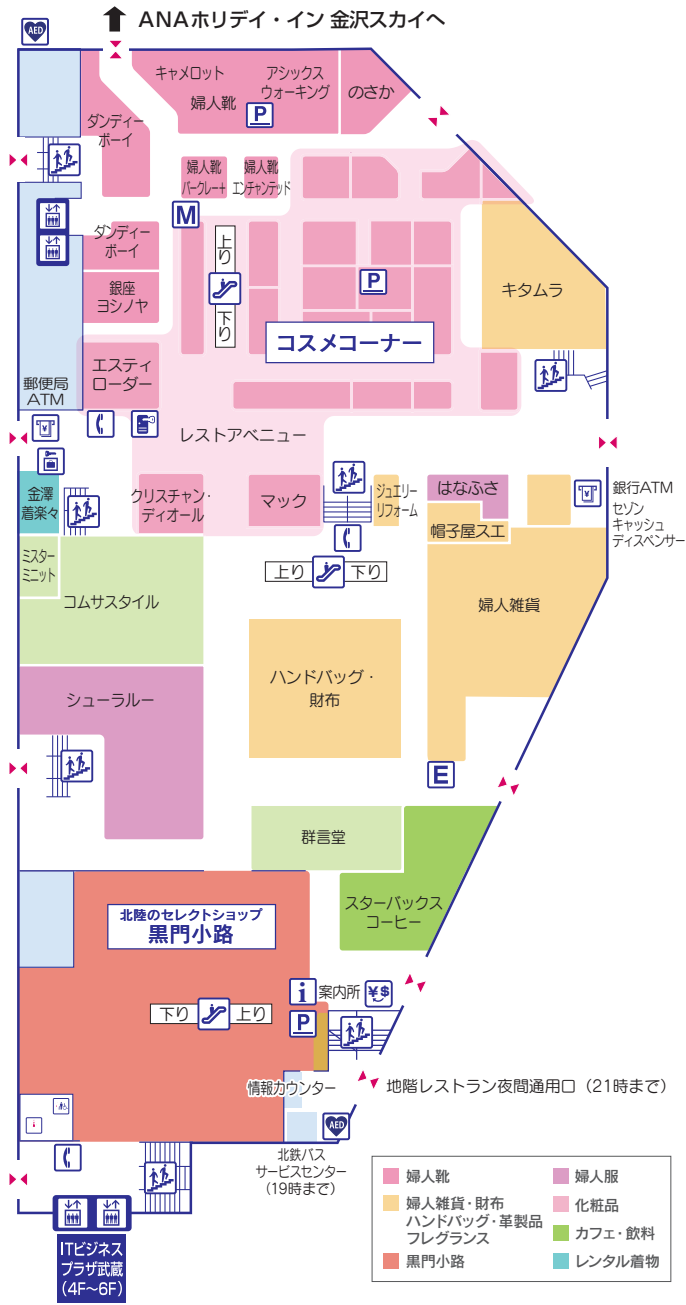 AED
ANAホリデイ・イン 金沢スカイへ
キャメロット
婦人靴
アシックス
ウォーキング
のさか
P
ダンディー
ボーイ
婦人靴
バークレー+
婦人靴
エンチャンテッド
M
ダンディー
ボーイ
上り
下り
銀座
ヨシノヤ
P
キタムラ
コスメコーナー
エスティ
ローダー
郵便局
ATM
レストアベニュー
金澤
着楽々
クリスチャン・
ディオール
マック
ジュエリー
リフォーム
はなふさ
帽子屋スエ
銀行ATM
セゾン
キャッシュ
ディスペンサー
ミスター
ミニット
コムサスタイル
上り
下り
婦人雑貨
シューラルー
ハンドバッグ・
財布
E
群言堂
スターバックス
コーヒー
北陸のセレクトショップ
黒門小路
i
案内所
¥$
下り
上り
P
情報カウンター
地階レストラン夜間通用口（21時まで）
AED
北鉄バス
サービスセンター
（19時まで）
ITビジネス
プラザ武蔵
（4F〜6F）
婦人靴
婦人雑貨・財布
ハンドバッグ・革製品
フレグランス
黒門小路
婦人服
化粧品
カフェ・飲料
レンタル着物